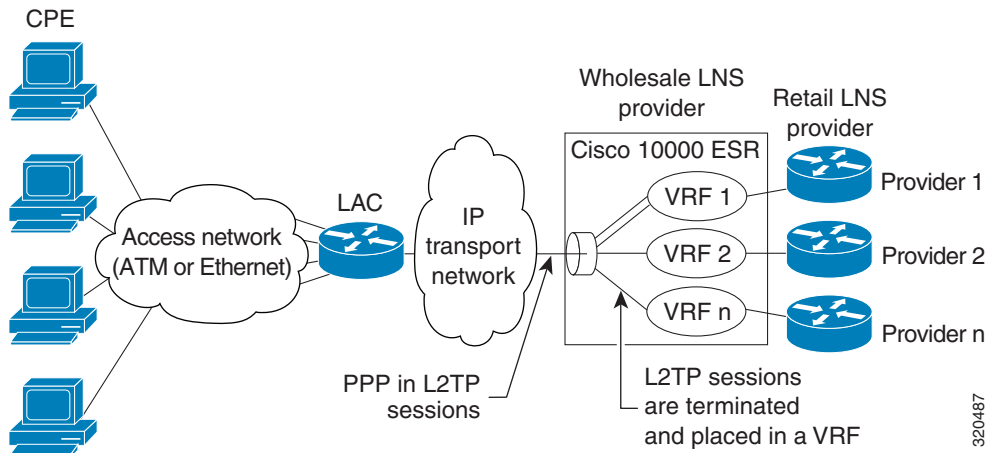 CPE
Access network
(ATM or Ethernet)
LAC
IP
transport
network
PPP in L2TP
sessions
Wholesale LNS
provider
Cisco 10000 ESR
VRF 1
VRF 2
VRF n
L2TP sessions
are terminated
and placed in a VRF
Retail LNS
provider
Provider 1
Provider 2
Provider n
320487